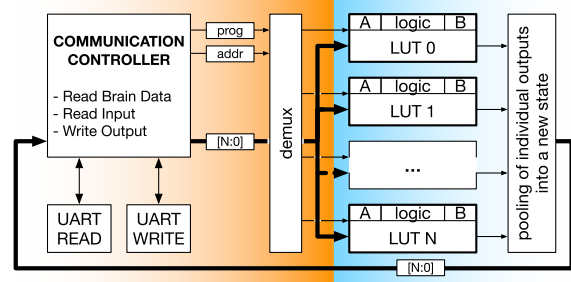 COMMUNICATION
CONTROLLER
- Read Brain Data
- Read Input
- Write Output
UART
READ
UART
WRITE
prog
addr
[N:0]
demux
A logic B
LUT 0
A logic B
LUT 1
...
A logic B
LUT N
pooling of individual outputs
into a new state
[N:0]